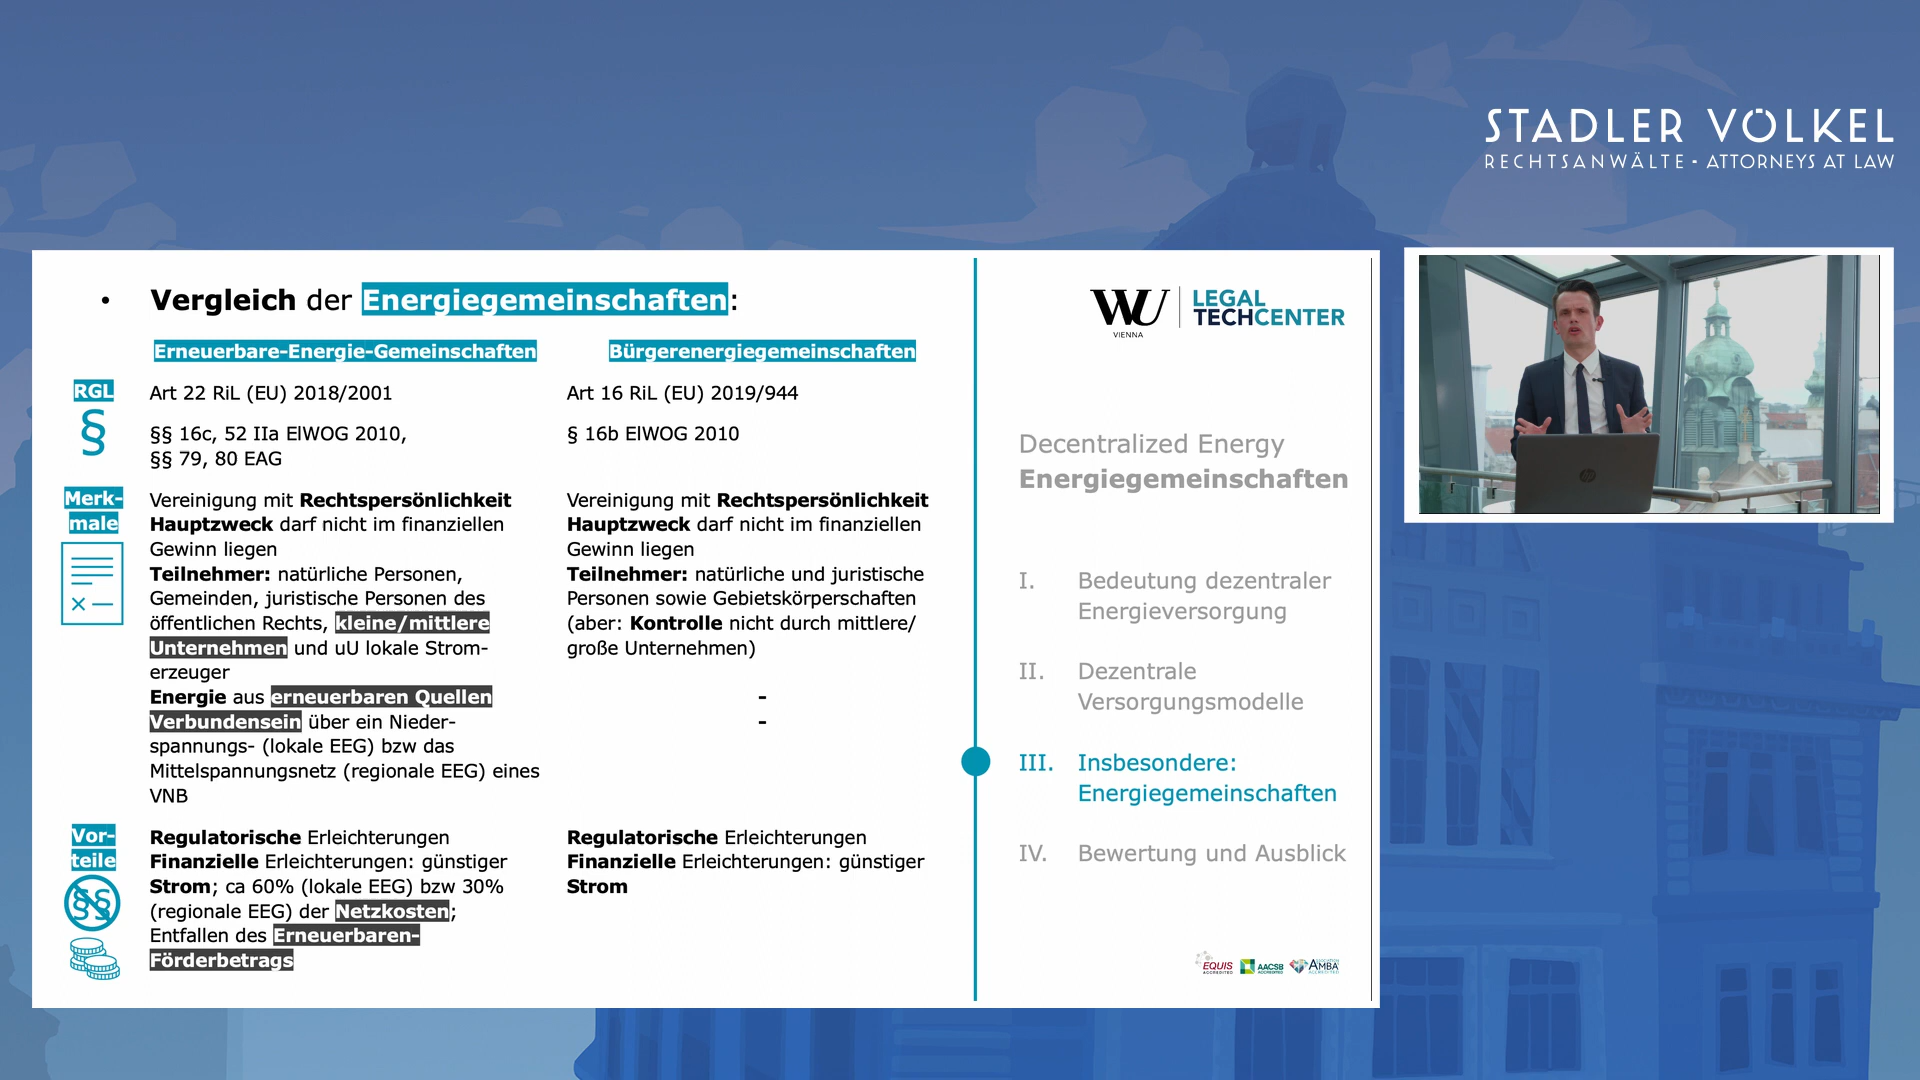 STADLER VÖLKEL
RECHTSANWÄLTE - ATTORNEYS AT LAW
• Vergleich der Energiegemeinschaften:
Erneuerbare-Energie-Gemeinschaften
Bürgerenergiegemeinschaften
RGL
§
Art 22 RiL (EU) 2018/2001
§§ 16c, 52 IIa ElWOG 2010,
§§ 79, 80 EAG
Art 16 RiL (EU) 2019/944
§ 16b ElWOG 2010
Merk-
male
Vereinigung mit Rechtspersönlichkeit
Hauptzweck darf nicht im finanziellen
Gewinn liegen
Teilnehmer: natürliche Personen,
Gemeinden, juristische Personen des
öffentlichen Rechts, kleine/mittlere
Unternehmen und uU lokale Strom-
erzeuger
Energie aus erneuerbaren Quellen
Verbundensein über ein Nieder-
spannungs- (lokale EEG) bzw das
Mittelspannungsnetz (regionale EEG) eines
VNB
Vereinigung mit Rechtspersönlichkeit
Hauptzweck darf nicht im finanziellen
Gewinn liegen
Teilnehmer: natürliche und juristische
Personen sowie Gebietskörperschaften
(aber: Kontrolle nicht durch mittlere/
große Unternehmen)
-
-
Vor-
teile
§§
Regulatorische Erleichterungen
Finanzielle Erleichterungen: günstiger
Strom; ca 60% (lokale EEG) bzw 30%
(regionale EEG) der Netzkosten;
Entfallen des Erneuerbaren-
Förderbetrags
Regulatorische Erleichterungen
Finanzielle Erleichterungen: günstiger
Strom
WU
VIENNA
LEGAL
TECHCENTER
Decentralized Energy
Energiegemeinschaften
I. Bedeutung dezentraler
Energieversorgung
II. Dezentrale
Versorgungsmodelle
III. Insbesondere:
Energiegemeinschaften
IV. Bewertung und Ausblick
EQUIS
ACCREDITED
AACSB
ACCREDITED
AMBA
ACCREDITED
hp